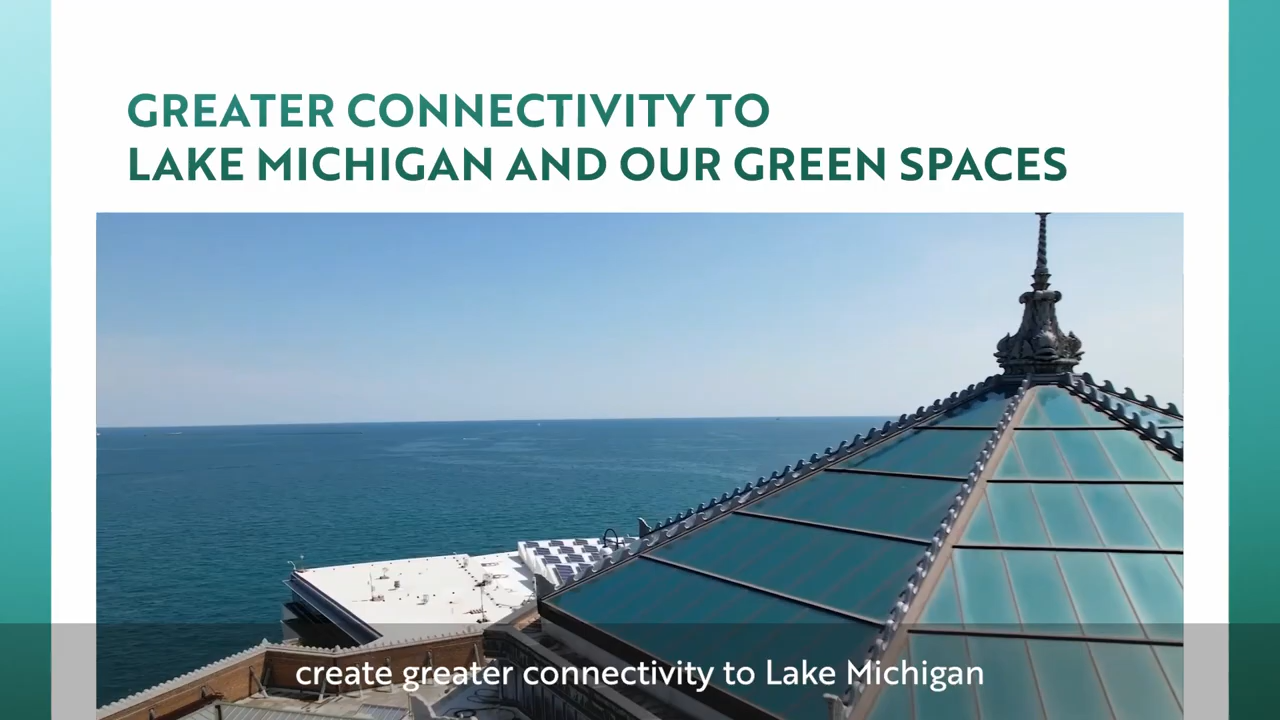 GREATER CONNECTIVITY TO
LAKE MICHIGAN AND OUR GREEN SPACES
create greater connectivity to Lake Michigan